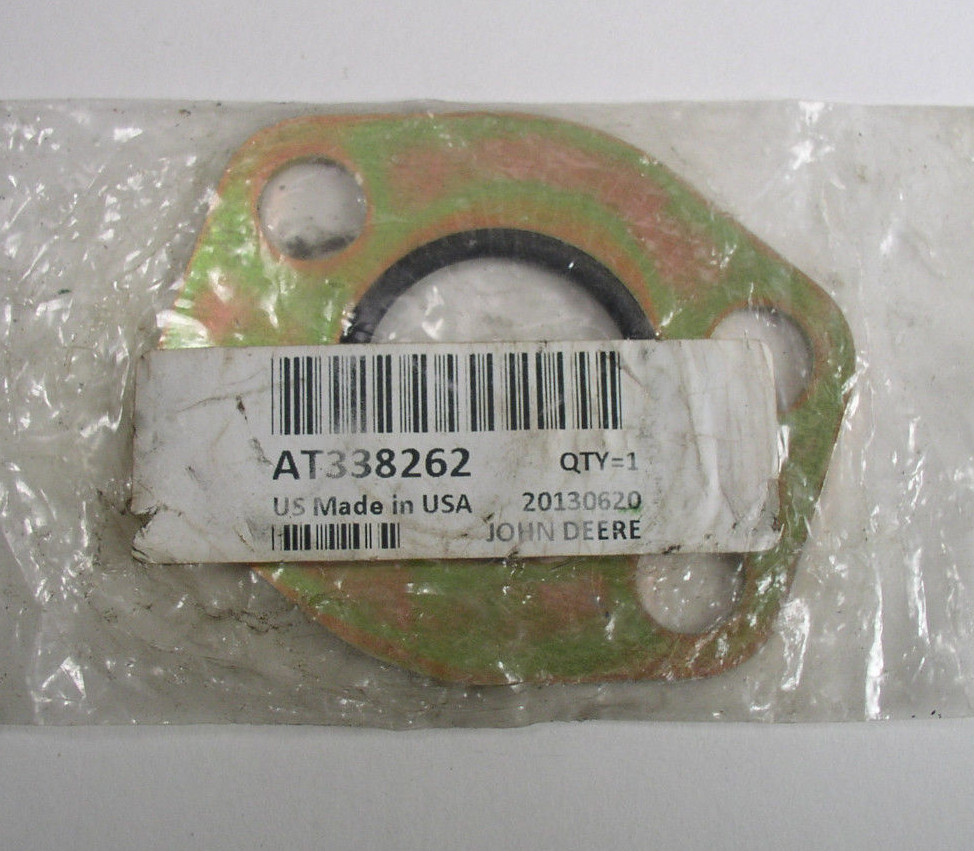 AT338262 QTY=1
US Made in USA 20130620
JOHN DEERE